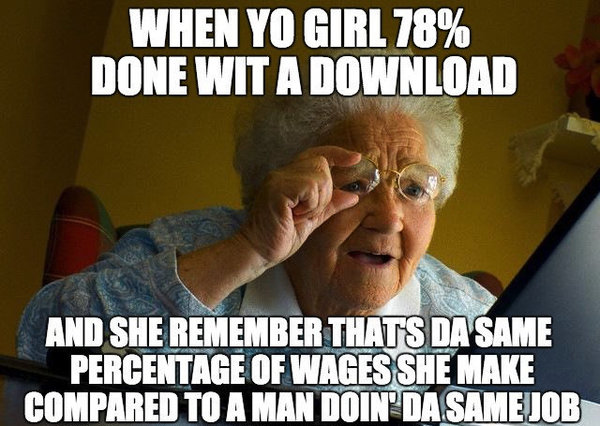 WHEN YO GIRL 78%
DONE WIT A DOWNLOAD
AND SHE REMEMBER THAT'S DA SAME
PERCENTAGE OF WAGES SHE MAKE
COMPARED TO A MAN DOIN' DA SAME JOB